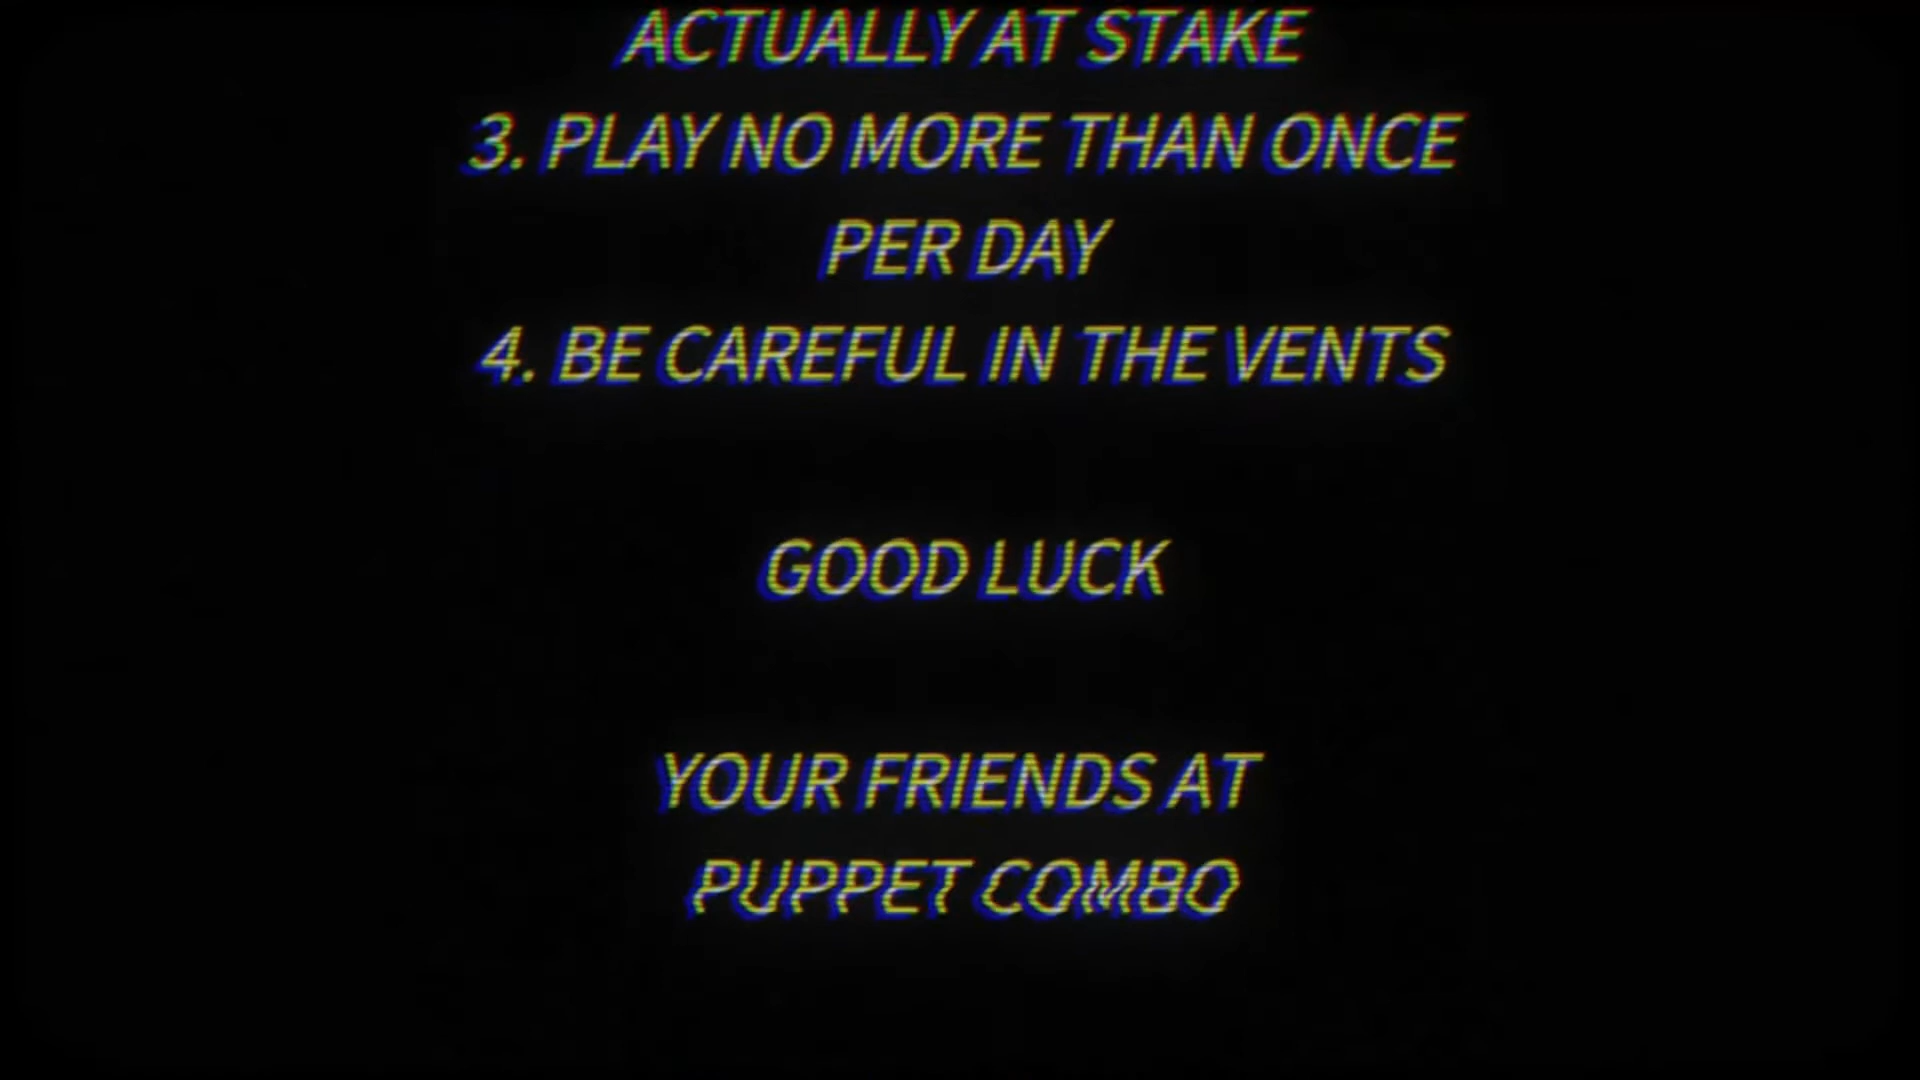 ACTUALLY AT STAKE
3. PLAY NO MORE THAN ONCE
PER DAY
4. BE CAREFUL IN THE VENTS
GOOD LUCK
YOUR FRIENDS AT
PUPPET COMBO